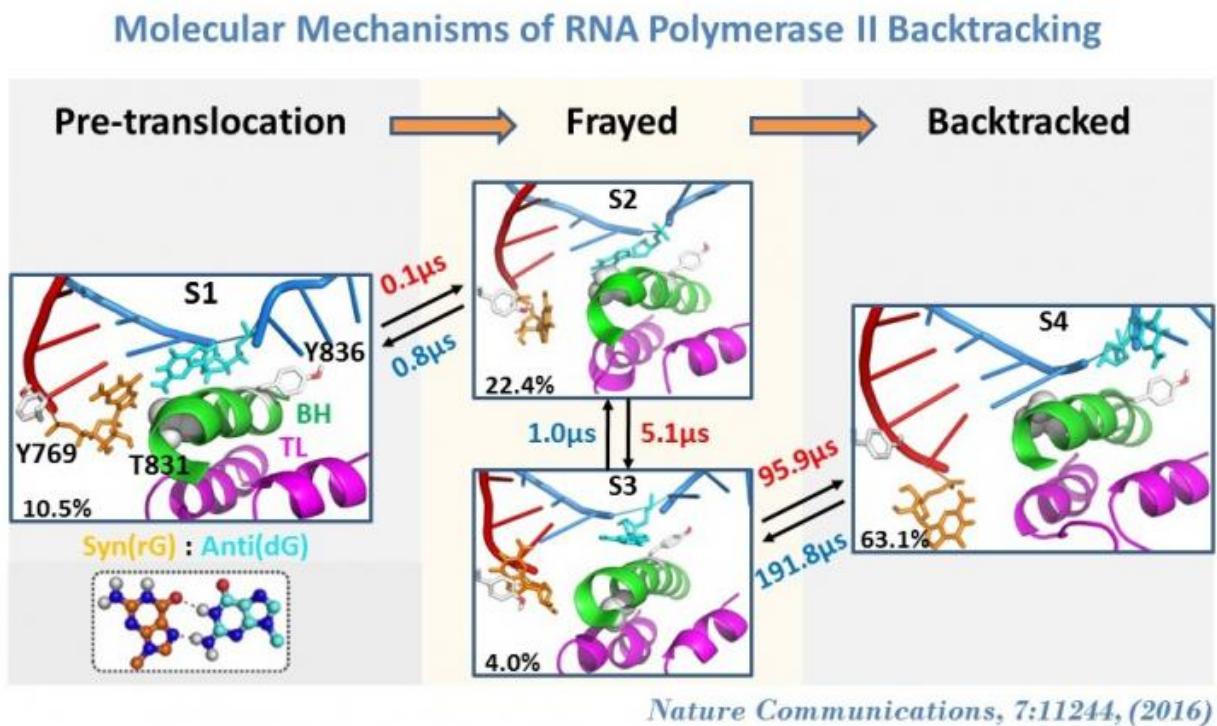 Molecular Mechanisms of RNA Polymerase II Backtracking
Pre-translocation
Frayed
Backtracked
S2
22.4%
S1
Y836
BH
TL
Y769
T831
10.5%
0.1µs
0.8µs
1.0µs
5.1µs
S3
4.0%
95.9µs
191.8µs
S4
63.1%
Syn(rG) : Anti(dG)
Nature Communications, 7:11244, (2016)